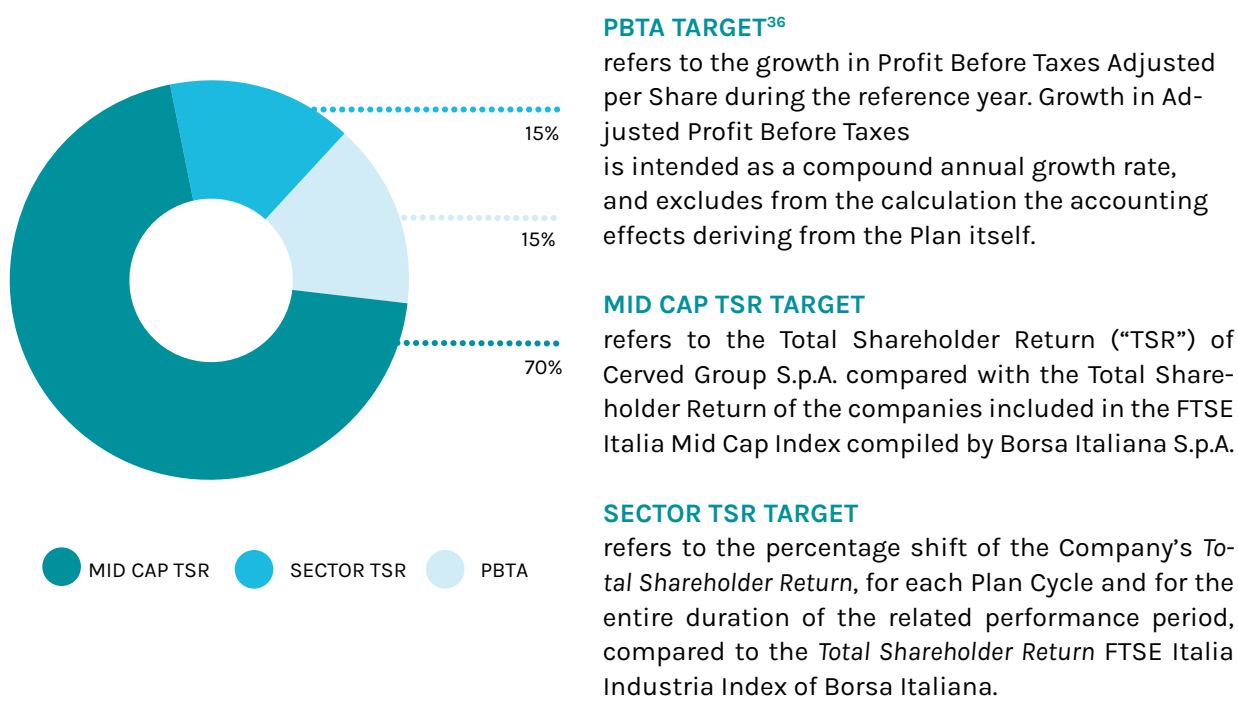 15%
15%
70%
MID CAP TSR
SECTOR TSR
PBTA
PBTA TARGET³⁶
refers to the growth in Profit Before Taxes Adjusted
per Share during the reference year. Growth in Ad-
justed Profit Before Taxes
is intended as a compound annual growth rate,
and excludes from the calculation the accounting
effects deriving from the Plan itself.
MID CAP TSR TARGET
refers to the Total Shareholder Return (“TSR”) of
Cerved Group S.p.A. compared with the Total Share-
holder Return of the companies included in the FTSE
Italia Mid Cap Index compiled by Borsa Italiana S.p.A.
SECTOR TSR TARGET
refers to the percentage shift of the Company’s To-
tal Shareholder Return, for each Plan Cycle and for the
entire duration of the related performance period,
compared to the Total Shareholder Return FTSE Italia
Industria Index of Borsa Italiana.